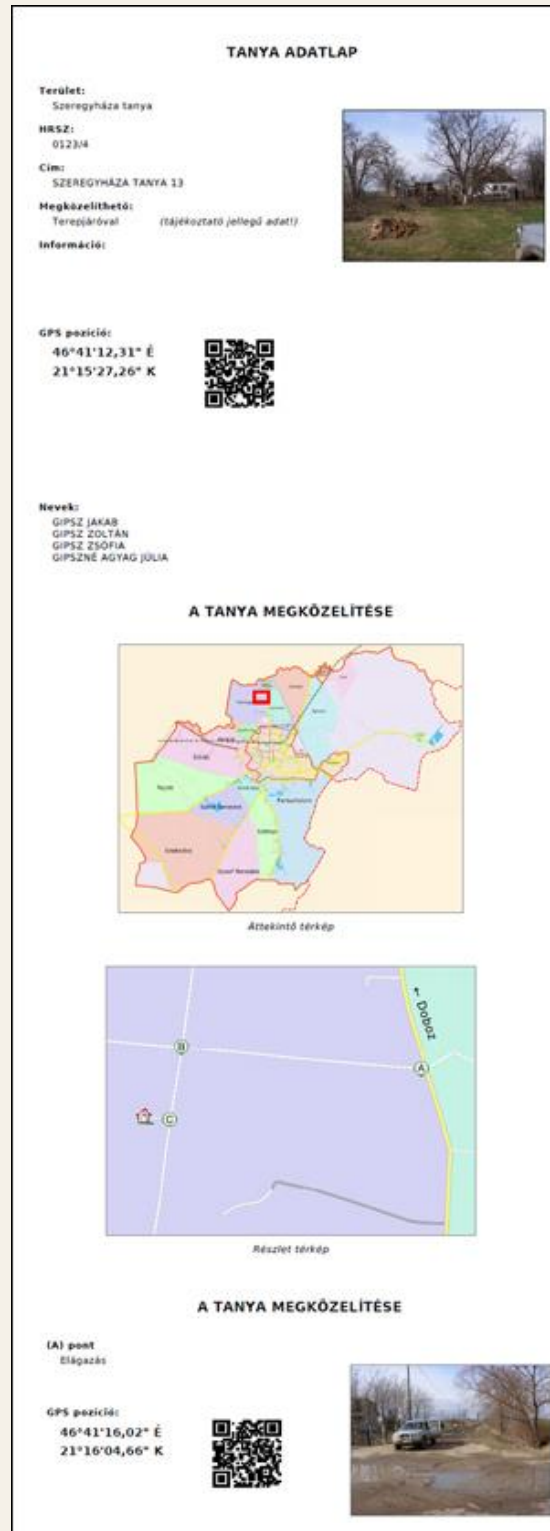 TANYA ADATLAP
Terület:
Szeregyháza tanya
HRSZ:
0123/4
Cím:
SZEREGYHÁZA TANYA 13
Megközelíthető:
Terepjáróval (tájékoztató jellegű adat!)
Információ:
GPS pozíció:
46°41'12,31" É
21°15'27,26" K
Nevek:
GIPSZ JAKAB
GIPSZ ZOLTÁN
GIPSZ ZSÓFIA
GIPSZNÉ AGYAG JÚLIA
A TANYA MEGKÖZELÍTÉSE
Áttekintő térkép
← Doboz
B
A
C
Részlet térkép
A TANYA MEGKÖZELÍTÉSE
(A) pont
Elágazás
GPS pozíció:
46°41'16,02" É
21°16'04,66" K